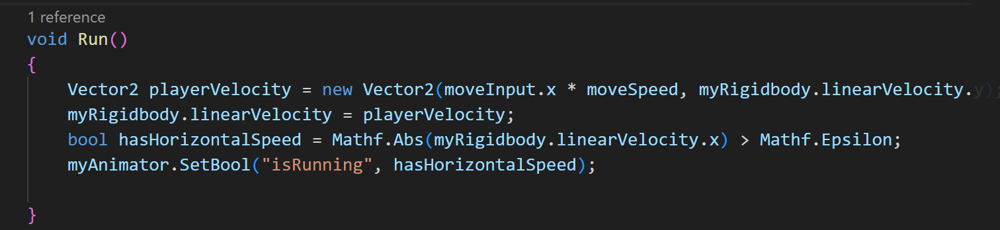 1 reference
void Run()
{
Vector2 playerVelocity = new Vector2(moveInput.x * moveSpeed, myRigidbody.linearVelocity.y);
myRigidbody.linearVelocity = playerVelocity;
bool hasHorizontalSpeed = Mathf.Abs(myRigidbody.linearVelocity.x) > Mathf.Epsilon;
myAnimator.SetBool("isRunning", hasHorizontalSpeed);
}